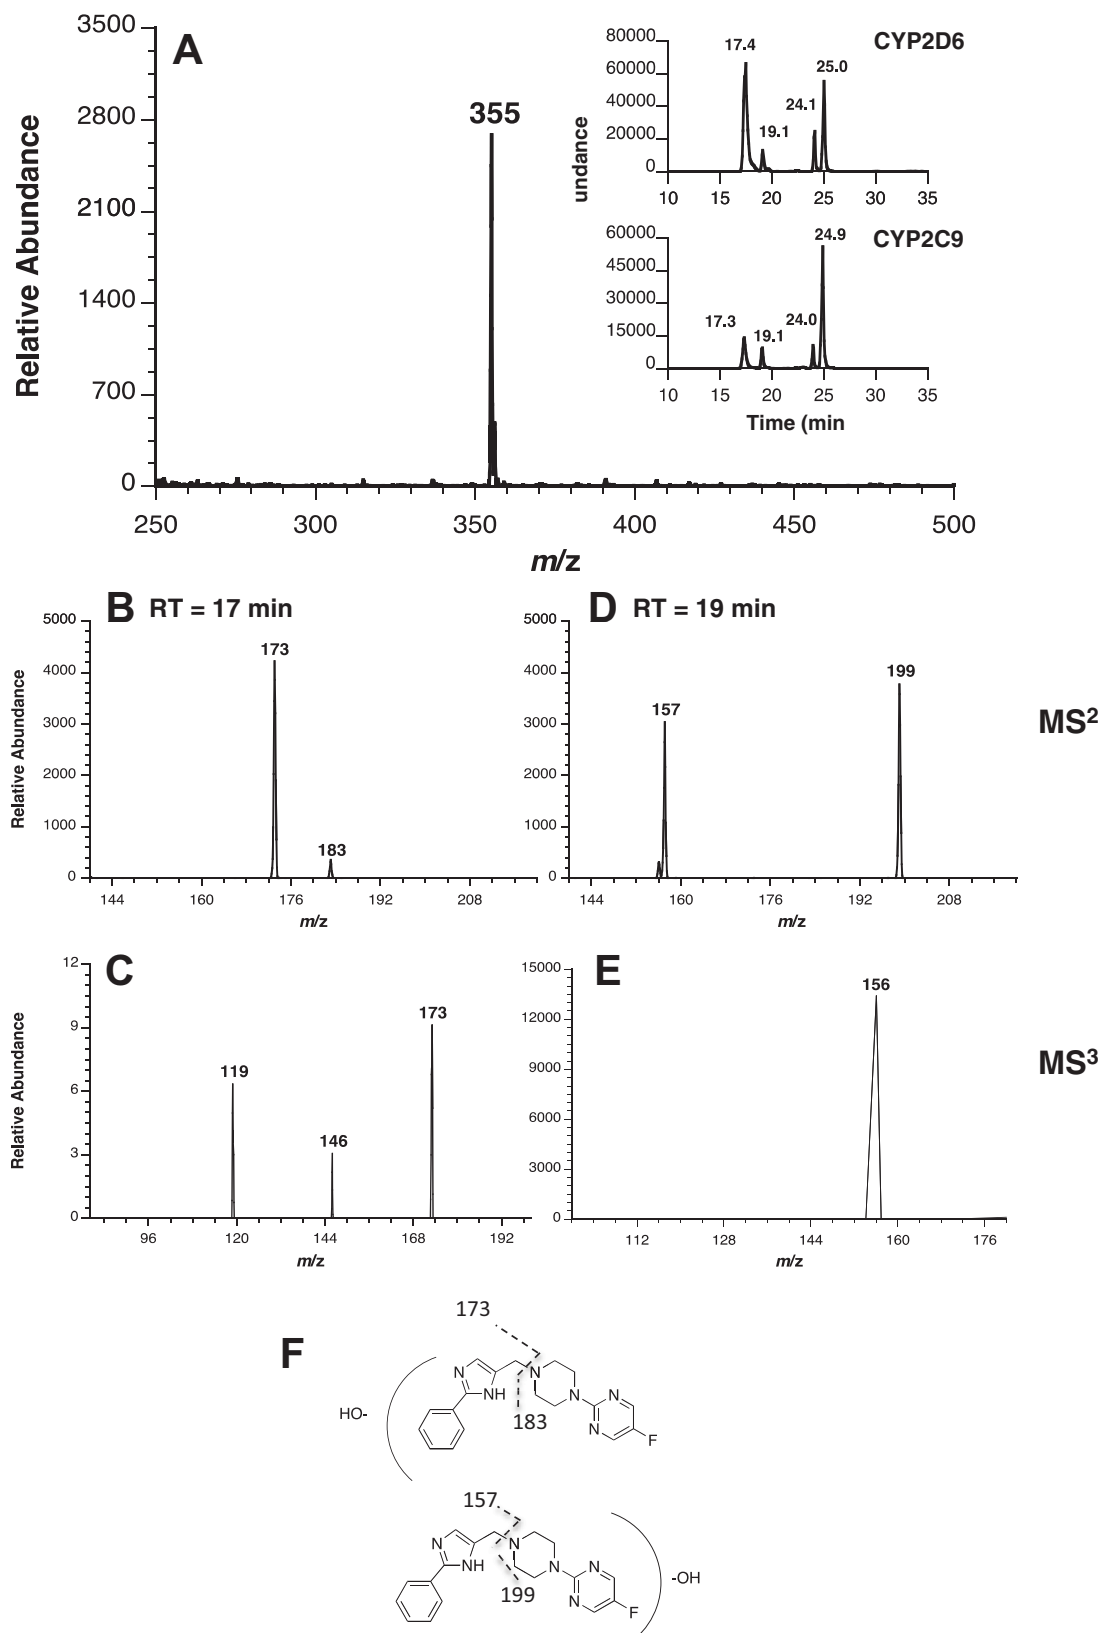 A
3500
2800
2100
1400
700
0
Relative Abundance
355
250 300 350 400 450 500
m/z
CYP2D6
80000
60000
40000
20000
0
undance
17.4
19.1
24.1
25.0
10 15 20 25 30 35
CYP2C9
60000
45000
30000
15000
0
17.3
19.1
24.0
24.9
10 15 20 25 30 35
Time (min
B RT = 17 min
5000
4000
3000
2000
1000
0
Relative Abundance
173
183
144 160 176 192 208
m/z
D RT = 19 min
5000
4000
3000
2000
1000
0
157
199
144 160 176 192 208
m/z
MS2
C
12
9
6
3
0
Relative Abundance
119
146
173
96 120 144 168 192
m/z
E
15000
12000
9000
6000
3000
0
156
112 128 144 160 176
m/z
MS3
F
173
HO-
N
NH
N
N
N
N
F
183
157
N
NH
N
N
N
N
F
199
-OH